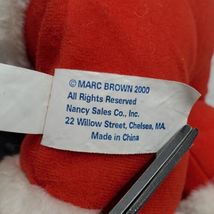 © MARC BROWN 2000
All Rights Reserved
Nancy Sales Co., Inc.
22 Willow Street, Chelsea, MA.
Made in China